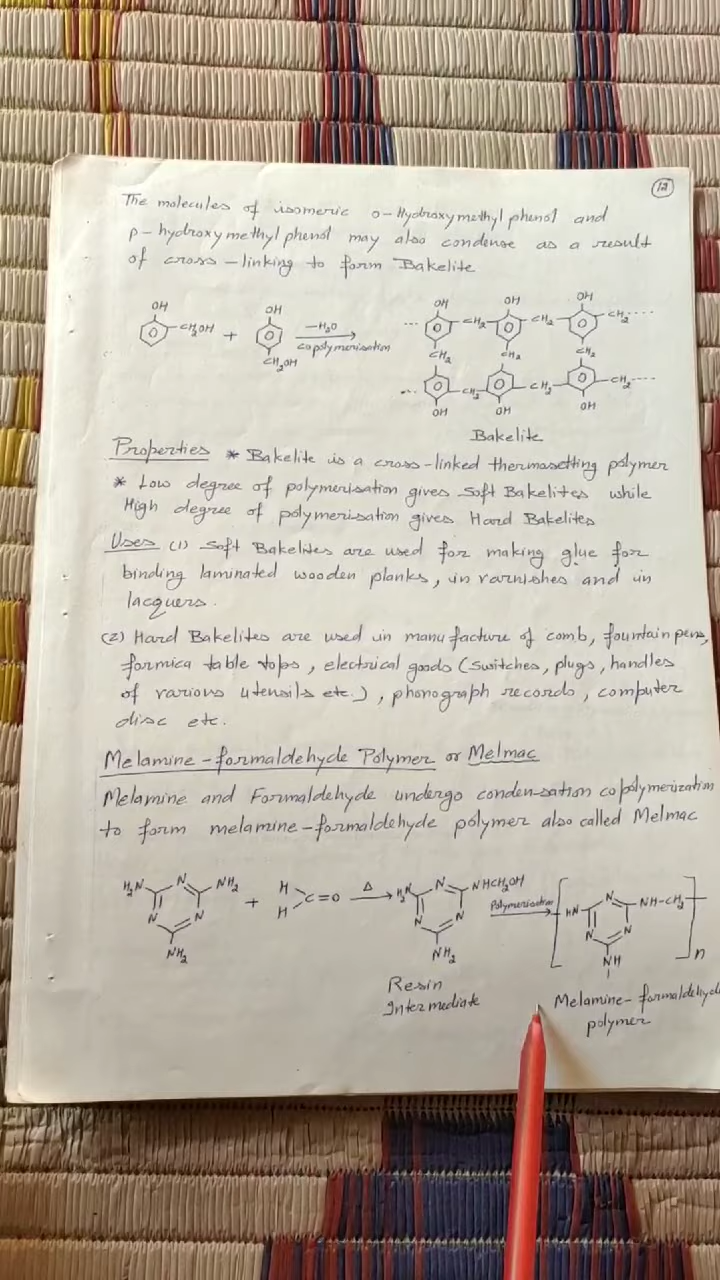 12
The molecules of isomeric o-Hydroxymethyl phenol and
p-hydroxymethyl phenol may also condense as a result
of cross-linking to form Bakelite
OH OH OH OH OH
CH2OH + −H2O ... CH2 CH2 CH2....
copolymerisation
CH2OH CH2 CH2 CH2
... CH2 CH2 CH2....
OH OH OH
Bakelite
Properties * Bakelite is a cross-linked thermosetting polymer
* Low degree of polymerisation gives soft Bakelites while
High degree of polymerisation gives Hard Bakelites
Uses (1) Soft Bakelites are used for making glue for
binding laminated wooden planks, in varnishes and in
lacquers.
(2) Hard Bakelites are used in manufacture of comb, fountain pens,
formica table tops, electrical goods (switches, plugs, handles
of various utensils etc.), phonograph records, computer
disc etc.
Melamine-formaldehyde Polymer or Melmac
Melamine and Formaldehyde undergo conden-sation copolymerization
to form melamine-formaldehyde polymer also called Melmac
H2N N NH2 H H2N N NHCH2OH N
+ C=O Δ Polymerisation HN NH-CH2
N N H N N N N
NH2 NH2 NH n
Resin
Intermediate
Melamine-formaldehyde
polymer